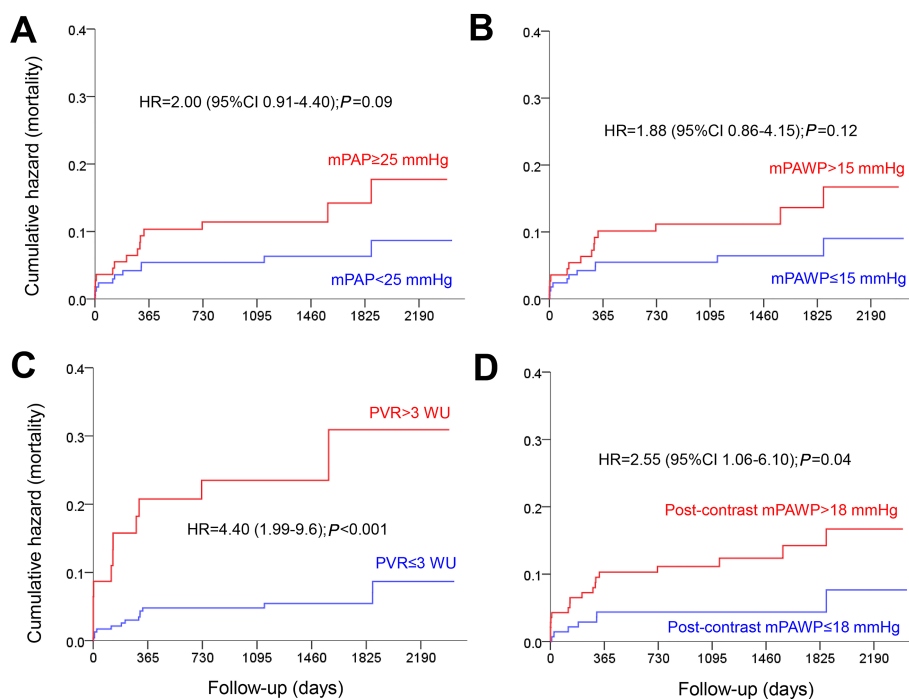 A
Cumulative hazard (mortality)
0.4
0.3
0.2
0.1
0.0
HR=2.00 (95%CI 0.91-4.40);P=0.09
mPAP≥25 mmHg
mPAP<25 mmHg
0 365 730 1095 1460 1825 2190
B
0.4
0.3
0.2
0.1
0.0
HR=1.88 (95%CI 0.86-4.15);P=0.12
mPAWP>15 mmHg
mPAWP≤15 mmHg
0 365 730 1095 1460 1825 2190
C
Cumulative hazard (mortality)
0.4
0.3
0.2
0.1
0.0
PVR>3 WU
HR=4.40 (1.99-9.6);P<0.001
PVR≤3 WU
0 365 730 1095 1460 1825 2190
Follow-up (days)
D
0.4
0.3
0.2
0.1
0.0
HR=2.55 (95%CI 1.06-6.10);P=0.04
Post-contrast mPAWP>18 mmHg
Post-contrast mPAWP≤18 mmHg
0 365 730 1095 1460 1825 2190
Follow-up (days)